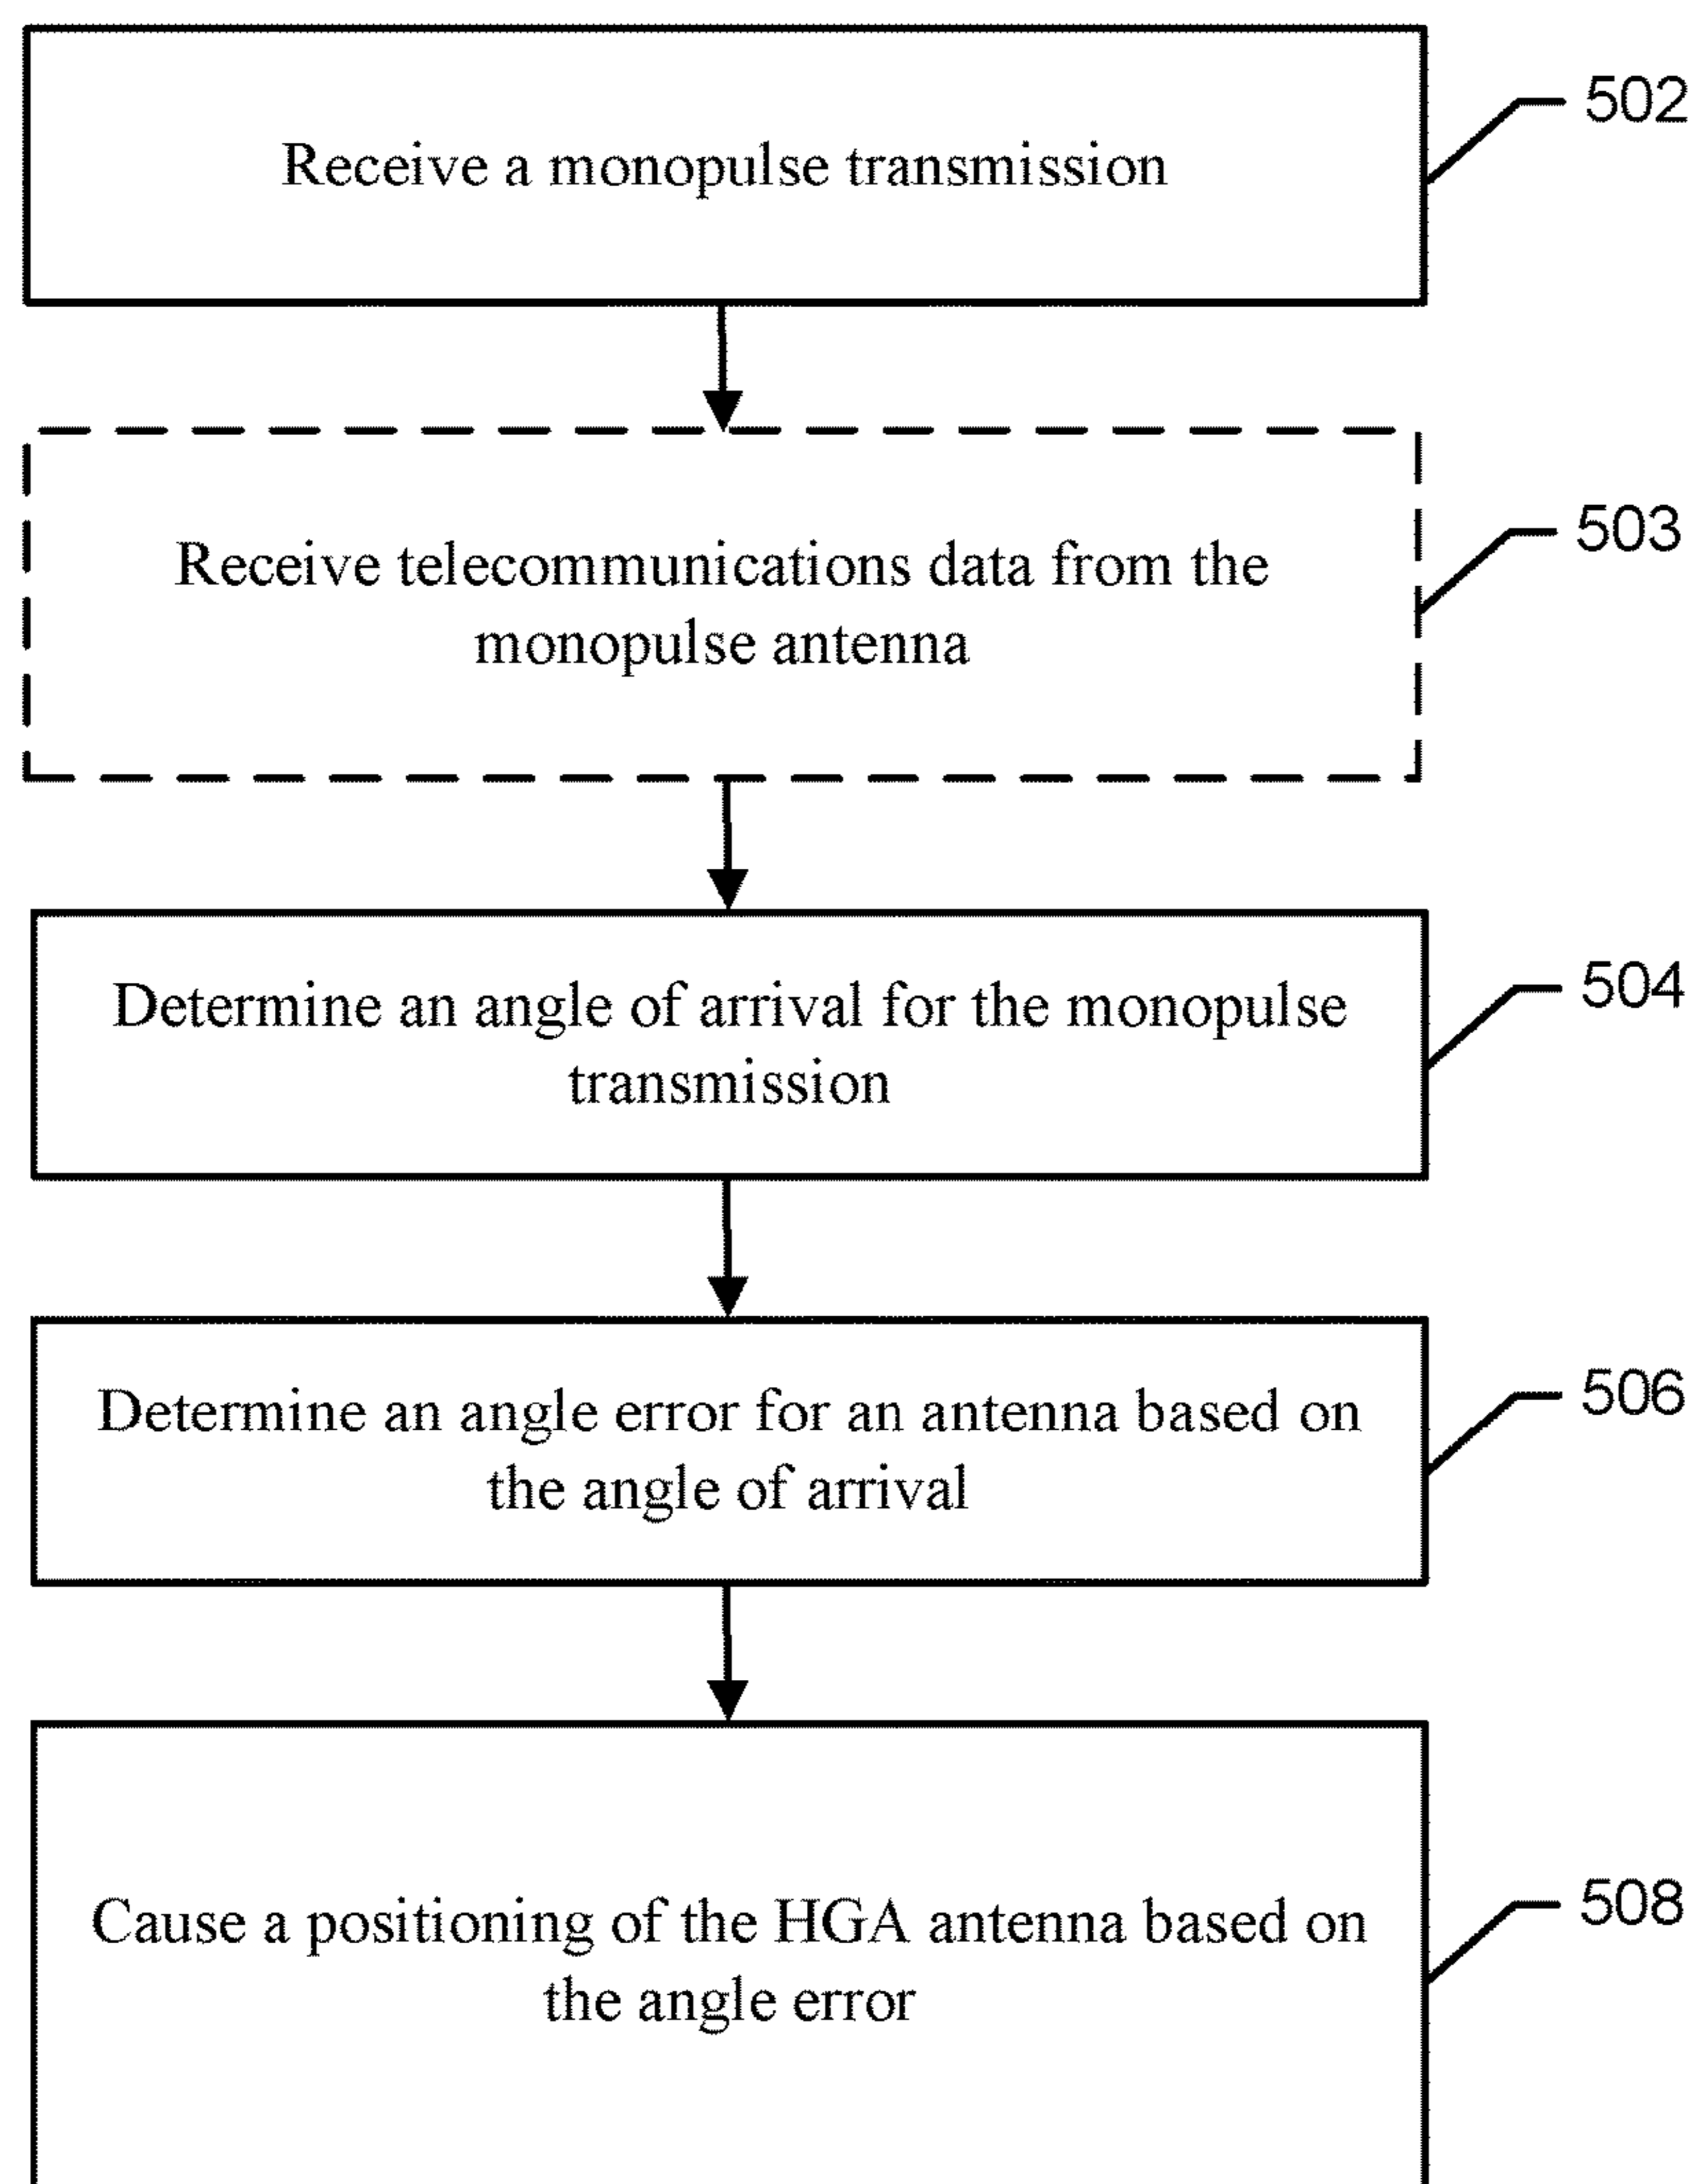 Receive a monopulse transmission
502
Receive telecommunications data from the
monopulse antenna
503
Determine an angle of arrival for the monopulse
transmission
504
Determine an angle error for an antenna based on
the angle of arrival
506
Cause a positioning of the HGA antenna based on
the angle error
508